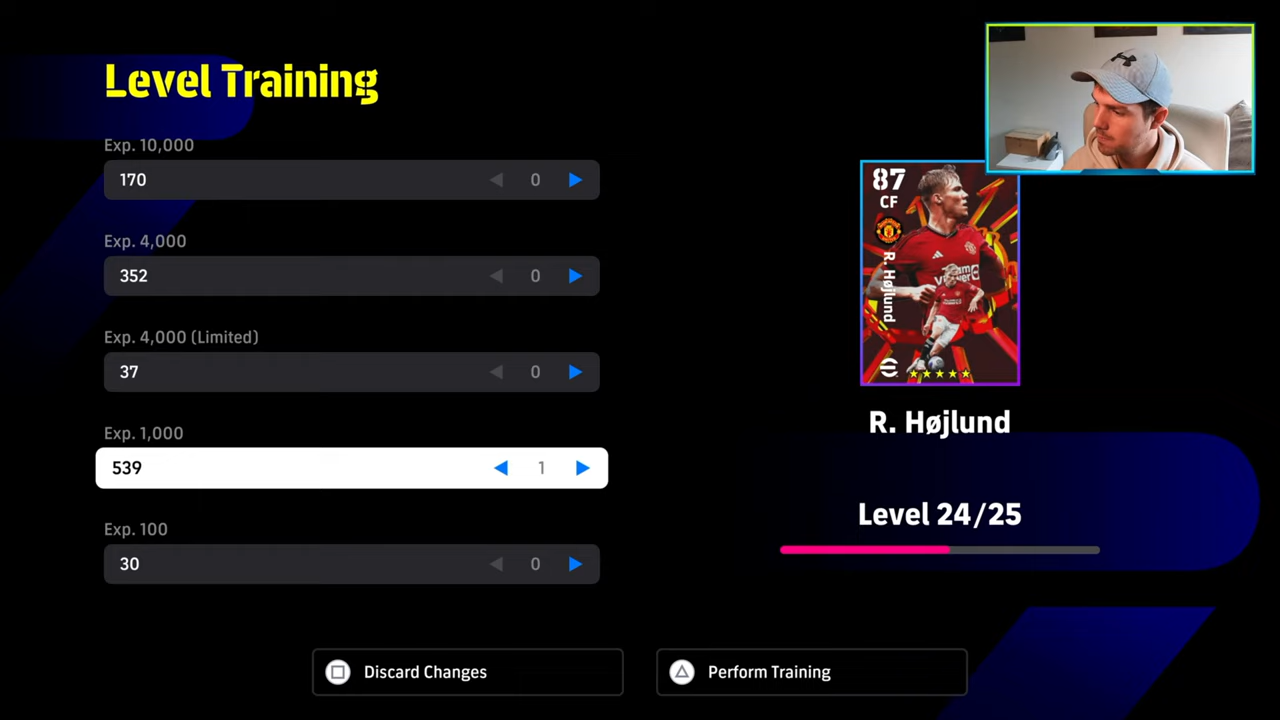 Level Training
Exp. 10,000
170
0
Exp. 4,000
352
0
Exp. 4,000 (Limited)
37
0
Exp. 1,000
539
1
Exp. 100
30
0
87
CF
R. Højlund
R. Højlund
Level 24/25
Discard Changes
Perform Training